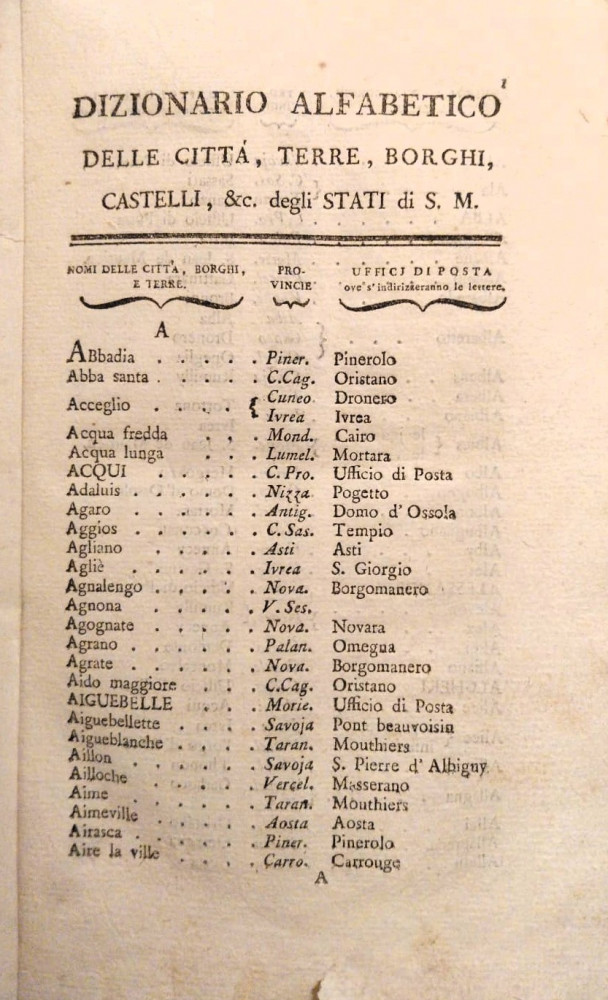 1
DIZIONARIO ALFABETICO
DELLE CITTÁ, TERRE, BORGHI,
CASTELLI, &c. degli STATI di S. M.
NOMI DELLE CITTÀ, BORGHI, E TERRE.
PROVINCIE
UFFICJ DI POSTA ove s'indirizzeranno le lettere.
A
ABbadia . . . . . Piner. Pinerolo
Abba santa . . . . . C.Cag. Oristano
Acceglio . . . . { Cuneo Dronero
Ivrea Ivrea
Acqua fredda . . . Mond. Cairo
Acqua lunga . . . Lumel. Mortara
ACQUI . . . C. Pro. Ufficio di Posta
Adaluis . . . . . . Nizza Pogetto
Agaro . . . . . Antig. Domo d'Ossola
Aggios . . . . . . C. Sas. Tempio
Agliano . . . . . Asti Asti
Agliè . . . . . . Ivrea S. Giorgio
Agnalengo . . . . Nova. Borgomanero
Agnona . . . . . V. Ses.
Agognate . . . . . Nova. Novara
Agrano . . . . . . Palan. Omegna
Agrate . . . . . Nova. Borgomanero
Aido maggiore . . . C.Cag. Oristano
AIGUEBELLE . . . Morie. Ufficio di Posta
Aiguebellette . . . . Savoja Pont beauvoisin
Aigueblanche . . . . Taran. Mouthiers
Aillon . . . . . . Savoja S. Pierre d'Albigny
Ailloche . . . . . Vercel. Masserano
Aime . . . . . . Taran. Mouthiers
Aimeville . . . . Aosta Aosta
Airasca . . . . . . Piner. Pinerolo
Aire la ville . . . . Carro. Carrouge
A